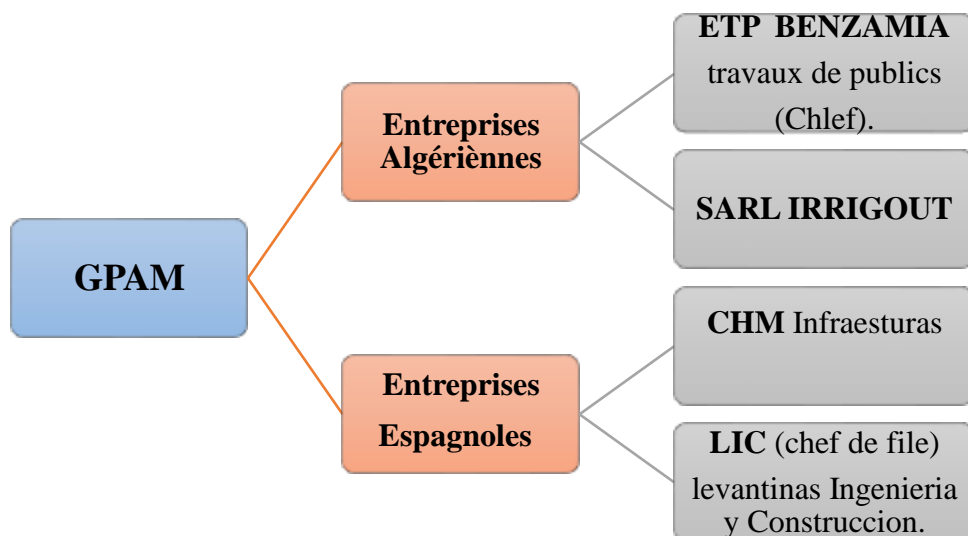 GPAM
Entreprises
Algériènnes
ETP BENZAMIA
travaux de publics
(Chlef).
SARL IRRIGOUT
Entreprises
Espagnoles
CHM Infraesturas
LIC (chef de file)
levantinas Ingenieria
y Construccion.